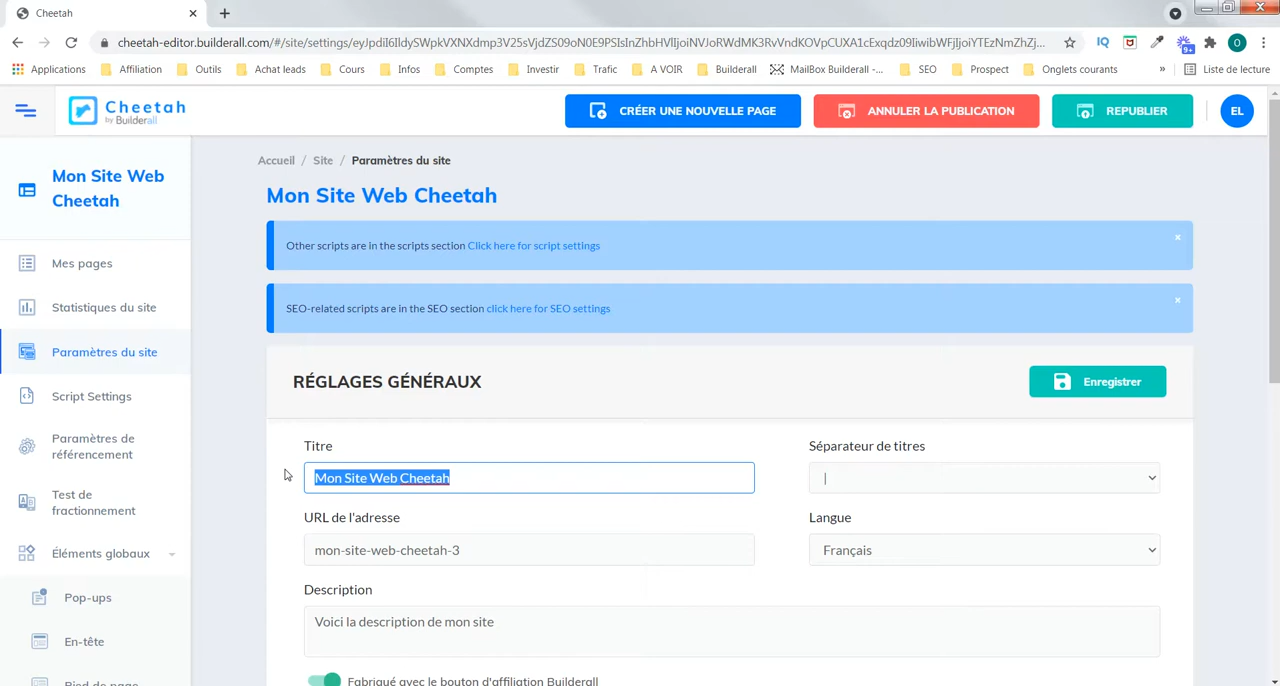 Cheetah
cheetah-editor.builderall.com/#/site/settings/
Applications Affiliation Outils Achat leads Cours Infos Comptes Investir Trafic A VOIR Builderall MailBox Builderall -... SEO Prospect Onglets courants » Liste de lecture
Cheetah
by Builderall
CRÉER UNE NOUVELLE PAGE
ANNULER LA PUBLICATION
REPUBLIER
EL
Mon Site Web
Cheetah
Mes pages
Statistiques du site
Paramètres du site
Script Settings
Paramètres de
référencement
Test de
fractionnement
Éléments globaux
Pop-ups
En-tête
Pied de page
Accueil / Site / Paramètres du site
Mon Site Web Cheetah
Other scripts are in the scripts section Click here for script settings
SEO-related scripts are in the SEO section click here for SEO settings
RÉGLAGES GÉNÉRAUX
Enregistrer
Titre
Séparateur de titres
Mon Site Web Cheetah
|
URL de l'adresse
Langue
mon-site-web-cheetah-3
Français
Description
Voici la description de mon site
Fabriqué avec le bouton d'affiliation Builderall